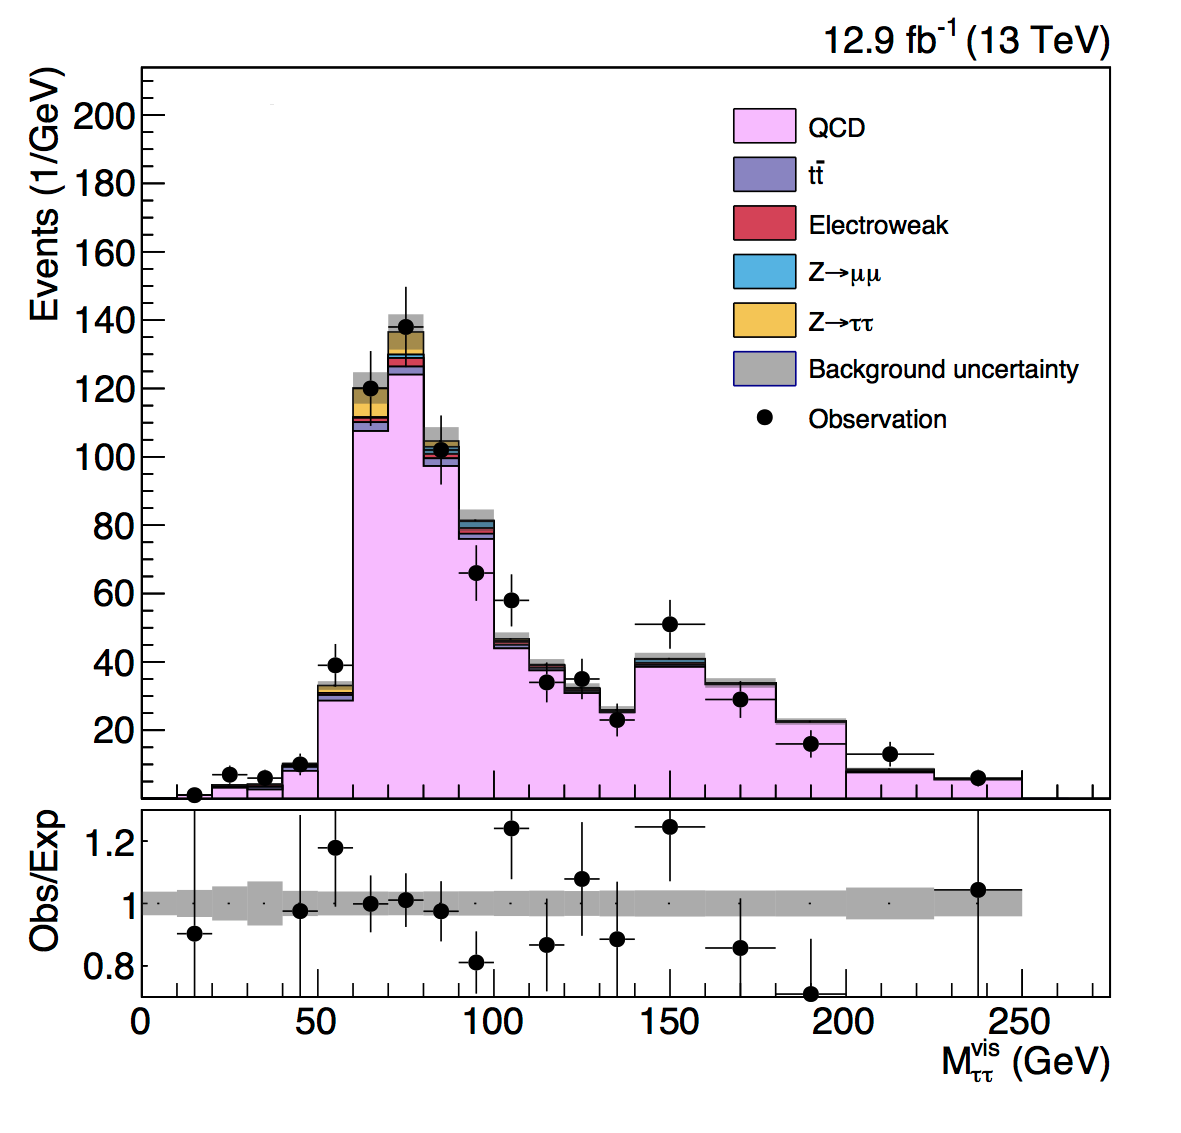 12.9 fb⁻¹ (13 TeV)
Events (1/GeV)
200
180
160
140
120
100
80
60
40
20
QCD
tt̄
Electroweak
Z→μμ
Z→ττ
Background uncertainty
Observation
Obs/Exp
1.2
1
0.8
0 50 100 150 200 250
M_ττ^vis (GeV)